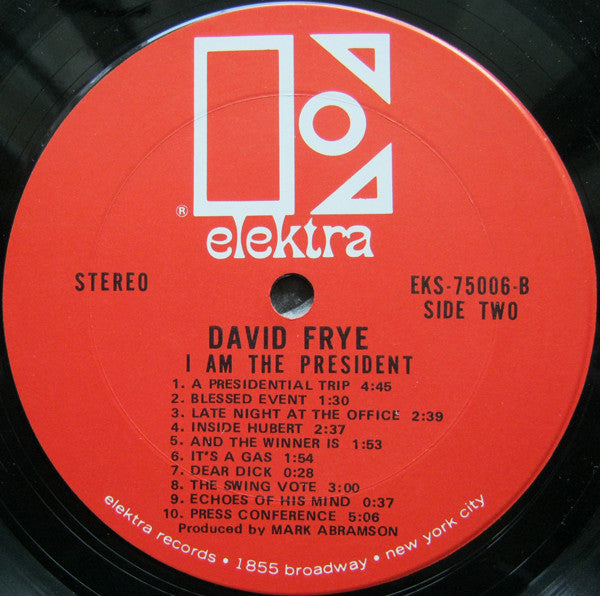 ®
elektra
STEREO
EKS-75006-B
SIDE TWO
DAVID FRYE
I AM THE PRESIDENT
1. A PRESIDENTIAL TRIP 4:45
2. BLESSED EVENT 1:30
3. LATE NIGHT AT THE OFFICE 2:39
4. INSIDE HUBERT 2:37
5. AND THE WINNER IS 1:53
6. IT'S A GAS 1:54
7. DEAR DICK 0:28
8. THE SWING VOTE 3:00
9. ECHOES OF HIS MIND 0:37
10. PRESS CONFERENCE 5:06
Produced by MARK ABRAMSON
elektra records • 1855 broadway • new york city